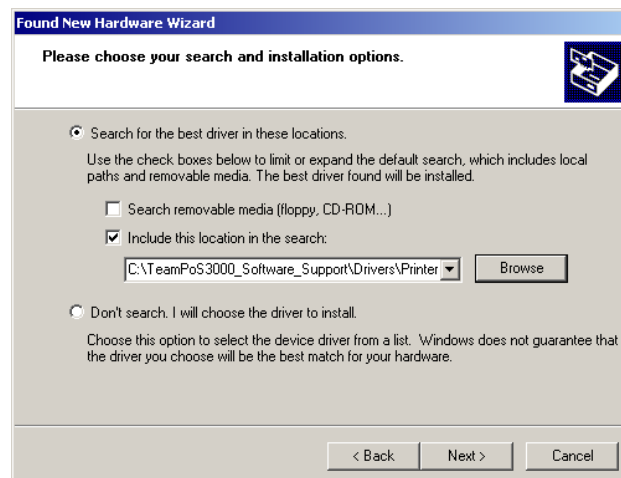 Found New Hardware Wizard
Please choose your search and installation options.
Search for the best driver in these locations.
Use the check boxes below to limit or expand the default search, which includes local
paths and removable media. The best driver found will be installed.
Search removable media (floppy, CD-ROM...)
Include this location in the search:
C:\TeamPoS3000_Software_Support\Drivers\Printer
Browse
Don't search. I will choose the driver to install.
Choose this option to select the device driver from a list. Windows does not guarantee that
the driver you choose will be the best match for your hardware.
< Back Next > Cancel